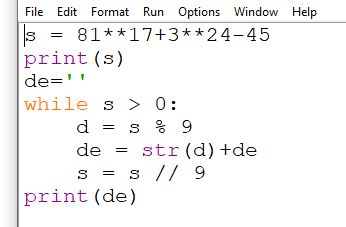 File Edit Format Run Options Window Help
s = 81**17+3**24-45
print(s)
de=''
while s > 0:
    d = s % 9
    de = str(d)+de
    s = s // 9
print(de)